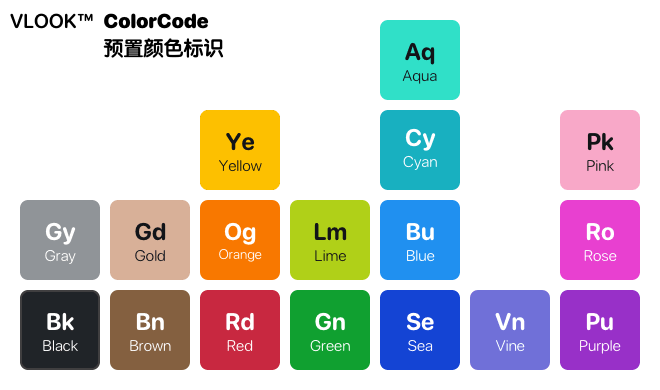 VLOOK™ ColorCode
预置颜色标识
Aq
Aqua
Ye
Yellow
Cy
Cyan
Pk
Pink
Gy
Gray
Gd
Gold
Og
Orange
Lm
Lime
Bu
Blue
Ro
Rose
Bk
Black
Bn
Brown
Rd
Red
Gn
Green
Se
Sea
Vn
Vine
Pu
Purple